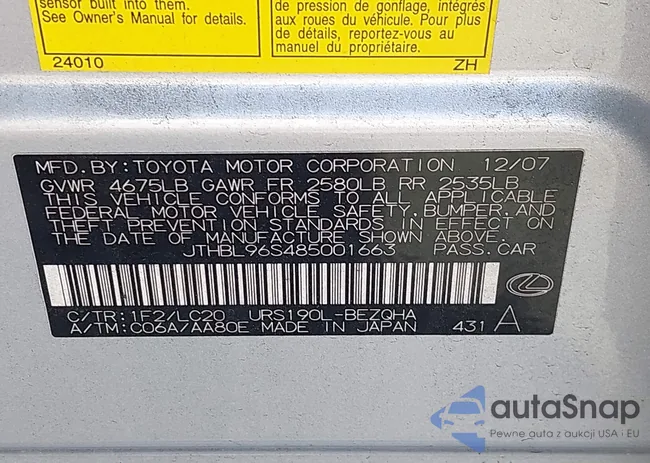 sensor built into them.
See Owner's Manual for details.
24010
de pression de gonflage, intégrés
aux roues du véhicule. Pour plus
de détails, reportez-vous au
manuel du propriétaire.
ZH
MFD. BY: TOYOTA MOTOR CORPORATION 12/07
GVWR 4675LB GAWR FR 2580LB RR 2535LB
THIS VEHICLE CONFORMS TO ALL APPLICABLE
FEDERAL MOTOR VEHICLE SAFETY, BUMPER, AND
THEFT PREVENTION STANDARDS IN EFFECT ON
THE DATE OF MANUFACTURE SHOWN ABOVE.
JTHBL96S485001663 PASS. CAR
C/TR: 1F2/LC20 URS190L-BEZQHA
A/TM: C06A/AA80E MADE IN JAPAN 431 A
autaSnap
Pewne auta z aukcji USA · EU